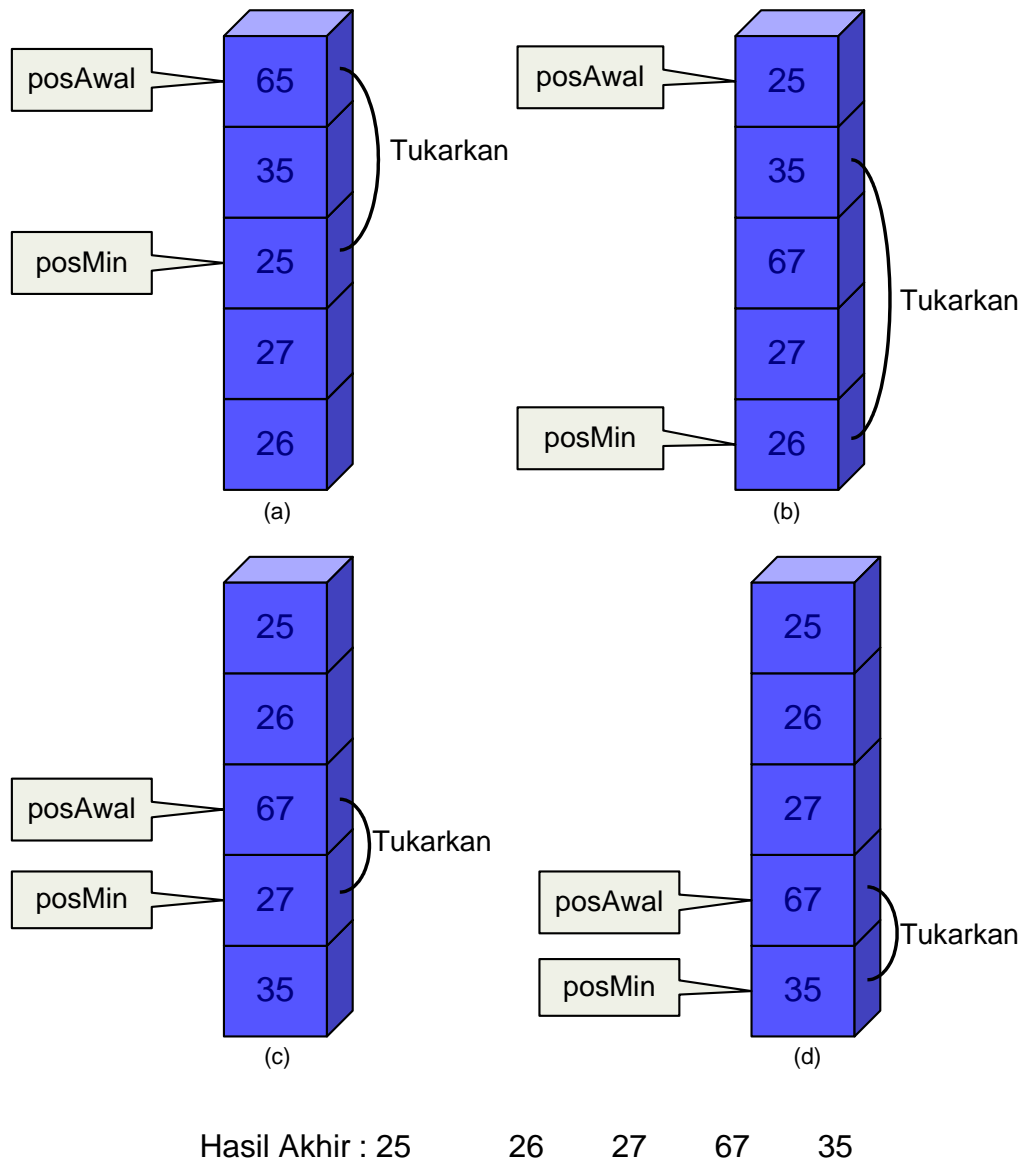 posAwal
65
35
Tukarkan
posMin
25
27
26
(a)
posAwal
25
35
67
Tukarkan
27
posMin
26
(b)
25
26
posAwal
67
Tukarkan
posMin
27
35
(c)
25
26
27
posAwal
67
Tukarkan
posMin
35
(d)
Hasil Akhir : 25 26 27 67 35